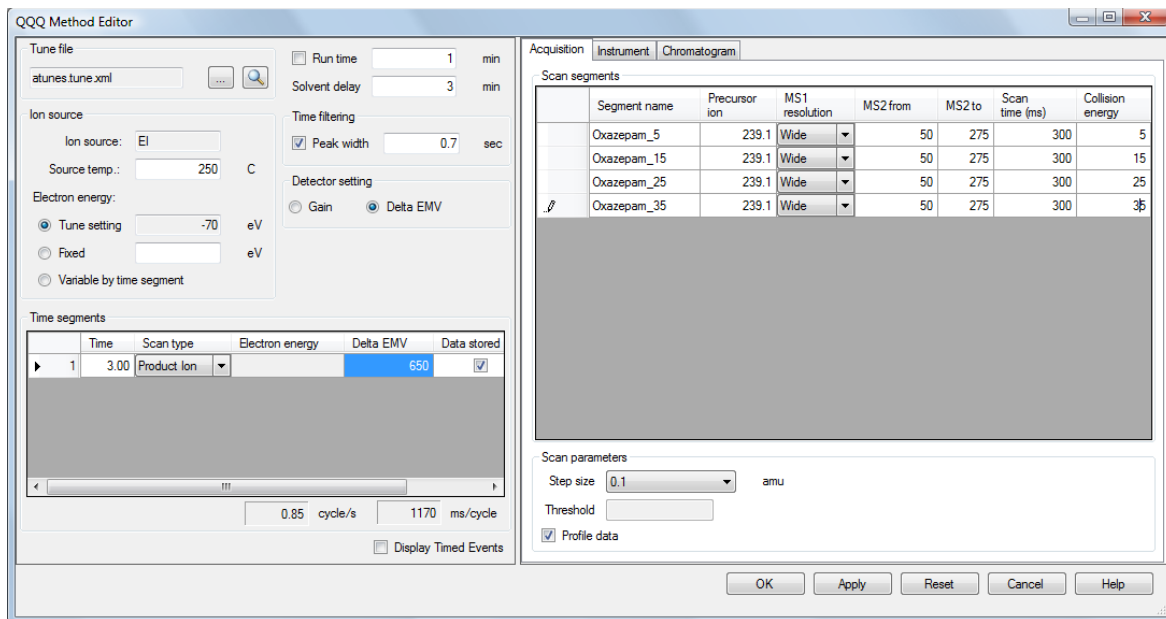 QQQ Method Editor
Tune file
atunes.tune.xml
...
Run time 1 min
Solvent delay 3 min
Ion source
Ion source: EI
Source temp.: 250 C
Electron energy:
Tune setting -70 eV
Fixed eV
Variable by time segment
Time filtering
Peak width 0.7 sec
Detector setting
Gain Delta EMV
Time segments
Time Scan type Electron energy Delta EMV Data stored
1 3.00 Product Ion 650
0.85 cycle/s 1170 ms/cycle
Display Timed Events
Acquisition Instrument Chromatogram
Scan segments
Segment name Precursor ion MS1 resolution MS2 from MS2 to Scan time (ms) Collision energy
Oxazepam_5 239.1 Wide 50 275 300 5
Oxazepam_15 239.1 Wide 50 275 300 15
Oxazepam_25 239.1 Wide 50 275 300 25
Oxazepam_35 239.1 Wide 50 275 300 35
Scan parameters
Step size 0.1 amu
Threshold
Profile data
OK Apply Reset Cancel Help